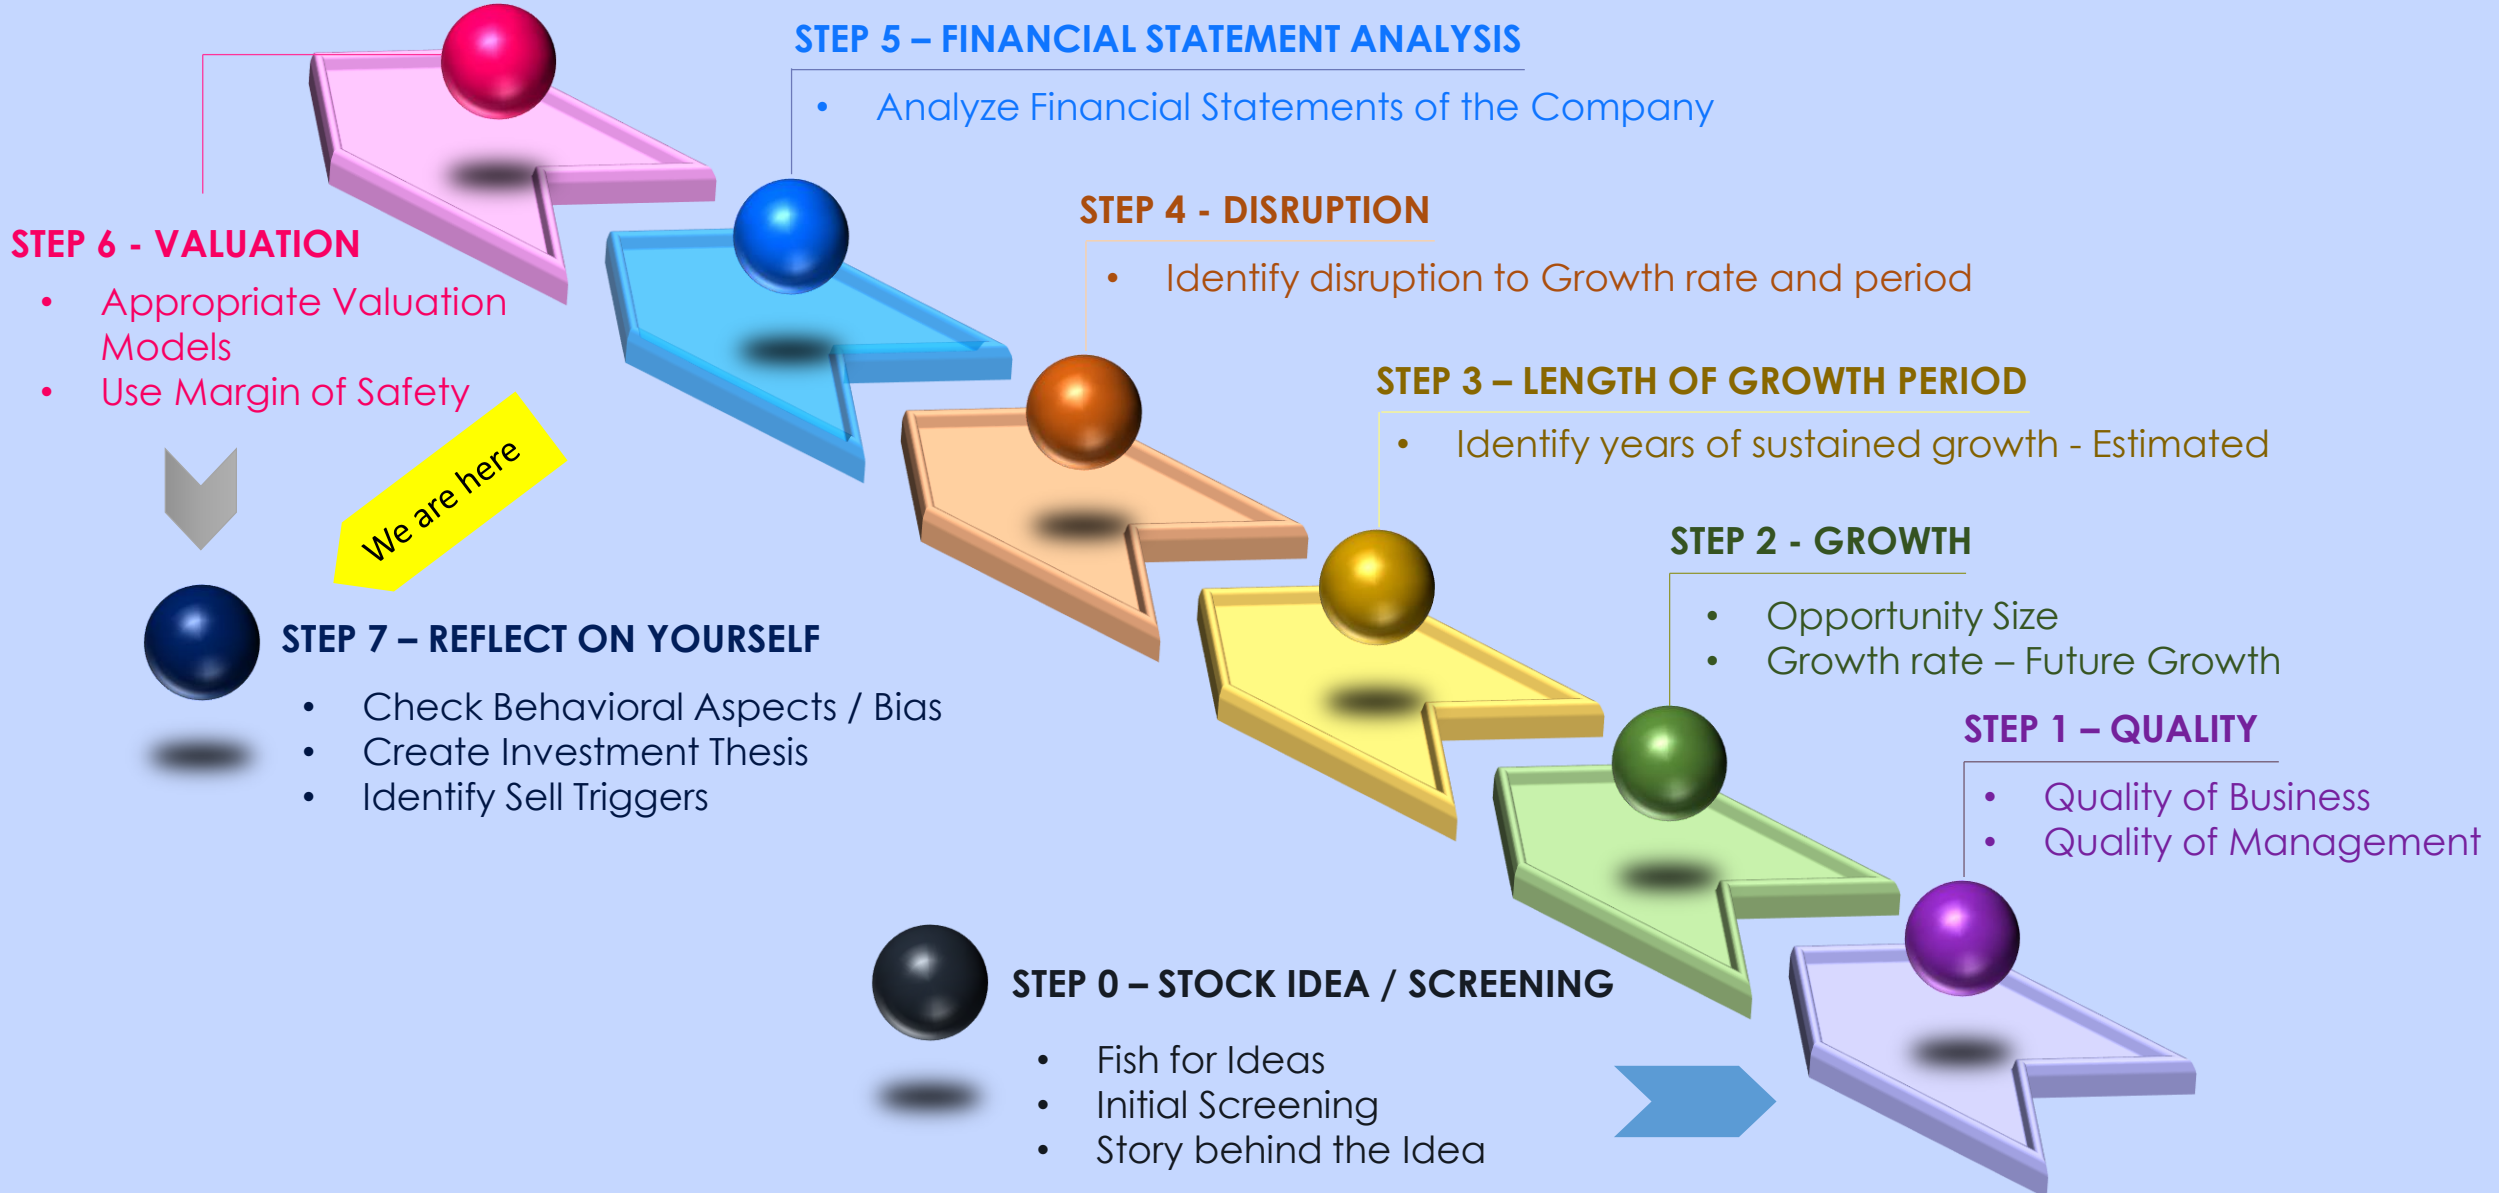 STEP 5 – FINANCIAL STATEMENT ANALYSIS
• Analyze Financial Statements of the Company
STEP 4 - DISRUPTION
• Identify disruption to Growth rate and period
STEP 6 - VALUATION
• Appropriate Valuation
Models
• Use Margin of Safety
We are here
STEP 3 – LENGTH OF GROWTH PERIOD
• Identify years of sustained growth - Estimated
STEP 2 - GROWTH
• Opportunity Size
• Growth rate – Future Growth
STEP 7 – REFLECT ON YOURSELF
• Check Behavioral Aspects / Bias
• Create Investment Thesis
• Identify Sell Triggers
STEP 1 – QUALITY
• Quality of Business
• Quality of Management
STEP 0 – STOCK IDEA / SCREENING
• Fish for Ideas
• Initial Screening
• Story behind the Idea